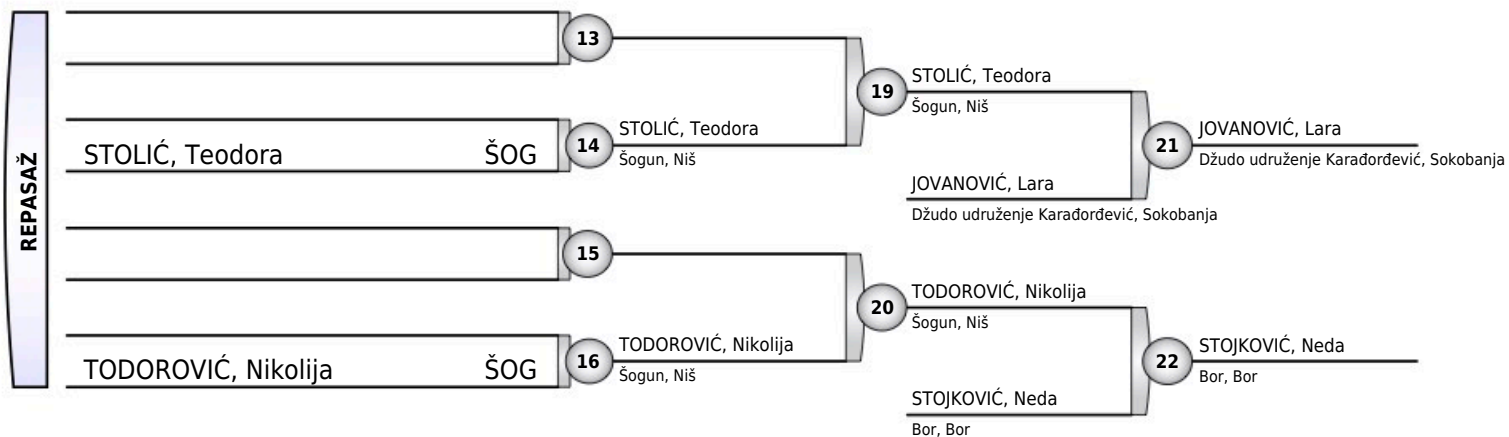 REPASAŽ
13
STOLIĆ, Teodora ŠOG
14
STOLIĆ, Teodora
Šogun, Niš
19
STOLIĆ, Teodora
Šogun, Niš
JOVANOVIĆ, Lara
Džudo udruženje Karađorđević, Sokobanja
21
JOVANOVIĆ, Lara
Džudo udruženje Karađorđević, Sokobanja
15
TODOROVIĆ, Nikolija ŠOG
16
TODOROVIĆ, Nikolija
Šogun, Niš
20
TODOROVIĆ, Nikolija
Šogun, Niš
STOJKOVIĆ, Neda
Bor, Bor
22
STOJKOVIĆ, Neda
Bor, Bor